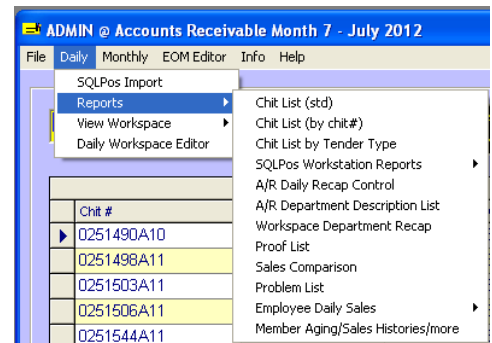 ADMIN @ Accounts Receivable Month 7 - July 2012
File Daily Monthly EOM Editor Info Help
SQLPos Import
Reports
View Workspace
Daily Workspace Editor
Chit List (std)
Chit List (by chit#)
Chit List by Tender Type
SQLPos Workstation Reports
A/R Daily Recap Control
A/R Department Description List
Workspace Department Recap
Proof List
Sales Comparison
Problem List
Employee Daily Sales
Member Aging/Sales Histories/more
Chit #
0251490A10
0251498A11
0251503A11
0251506A11
0251544A11